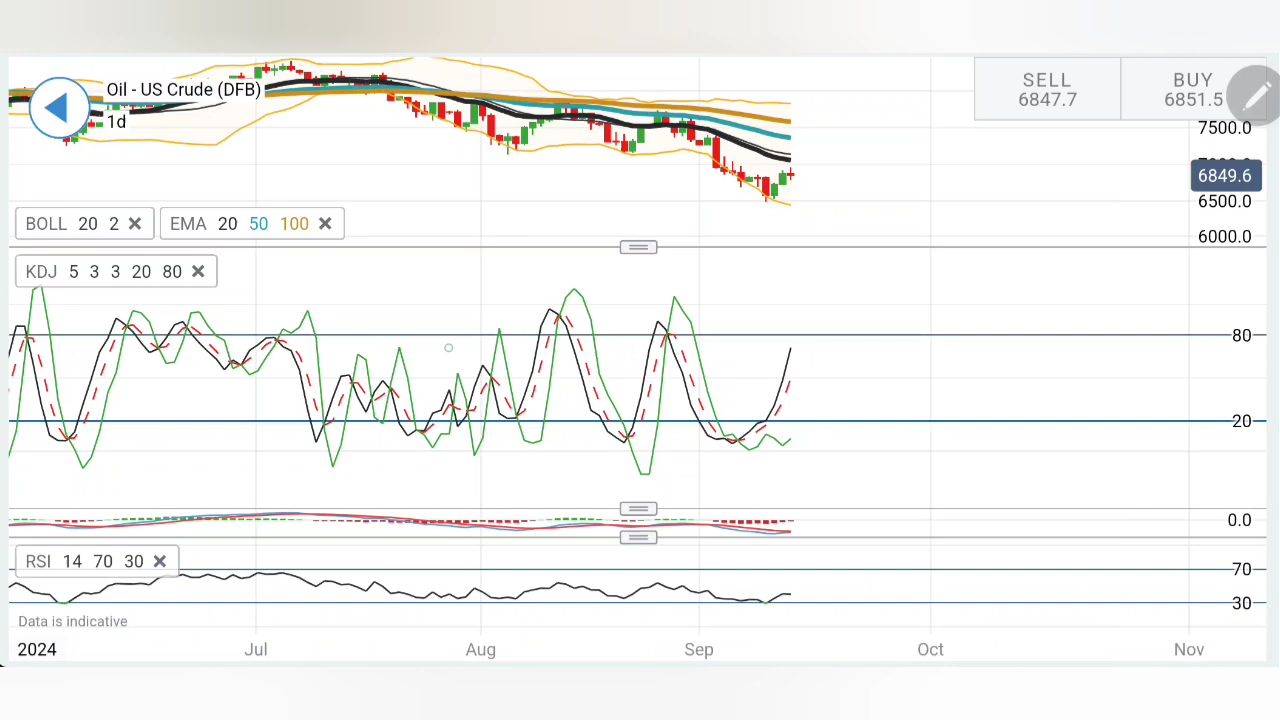 Oil - US Crude (DFB)
1d
SELL
6847.7
BUY
6851.5
7500.0
6849.6
6500.0
6000.0
BOLL 20 2
EMA 20 50 100
KDJ 5 3 3 20 80
80
20
0.0
RSI 14 70 30
70
30
Data is indicative
2024 Jul Aug Sep Oct Nov